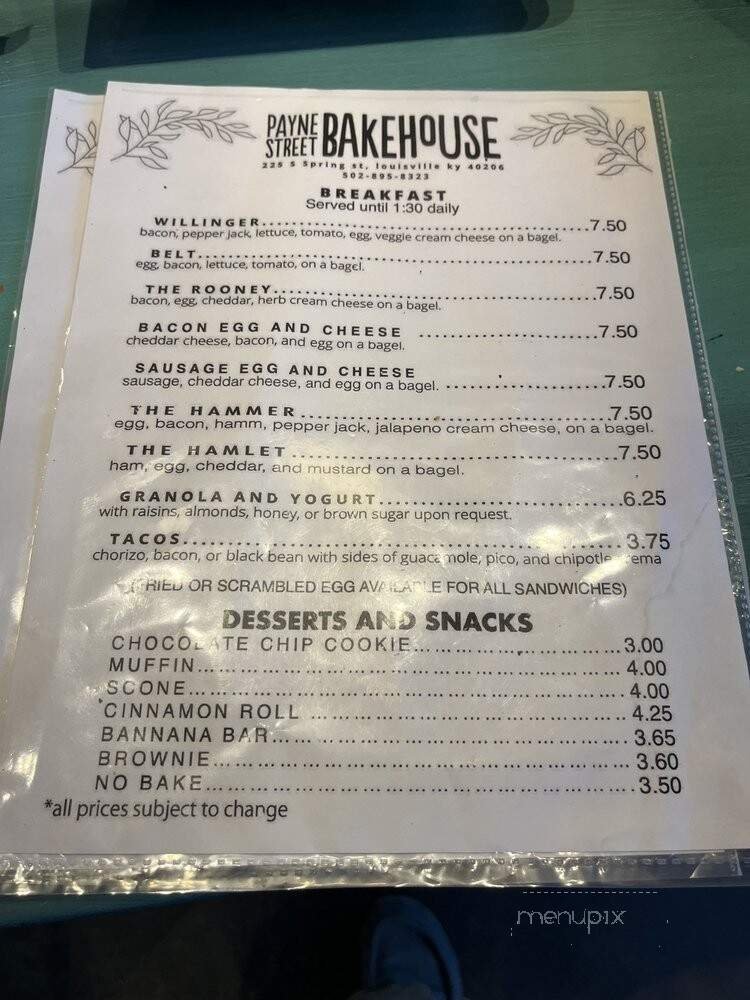 PAYNE STREET BAKEHOUSE
225 S Spring st, louisville ky 40206
502-895-8323
BREAKFAST
Served until 1:30 daily
WILLINGER...7.50
bacon, pepper jack, lettuce, tomato, egg, veggie cream cheese on a bagel.
BELT...7.50
egg, bacon, lettuce, tomato, on a bagel.
THE ROONEY...7.50
bacon, egg, cheddar, herb cream cheese on a bagel.
BACON EGG AND CHEESE ...7.50
cheddar cheese, bacon, and egg on a bagel.
SAUSAGE EGG AND CHEESE
sausage, cheddar cheese, and egg on a bagel. ...7.50
THE HAMMER...7.50
egg, bacon, hamm, pepper jack, jalapeno cream cheese, on a bagel.
THE HAMLET...7.50
ham, egg, cheddar, and mustard on a bagel.
GRANOLA AND YOGURT...6.25
with raisins, almonds, honey, or brown sugar upon request.
TACOS...3.75
chorizo, bacon, or black bean with sides of guacamole, pico, and chipotle crema
(FRIED OR SCRAMBLED EGG AVAILABLE FOR ALL SANDWICHES)
DESSERTS AND SNACKS
CHOCOLATE CHIP COOKIE...3.00
MUFFIN...4.00
SCONE...4.00
CINNAMON ROLL ...4.25
BANNANA BAR...3.65
BROWNIE...3.60
NO BAKE...3.50
*all prices subject to change
menupix